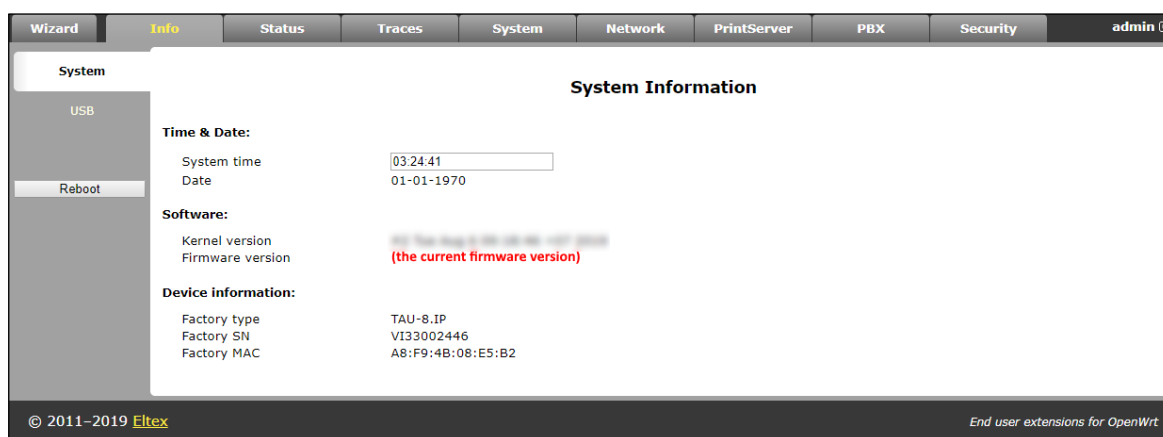 Wizard Info Status Traces System Network PrintServer PBX Security admin
System
USB
Reboot
System Information
Time & Date:
System time 03:24:41
Date 01-01-1970
Software:
Kernel version
Firmware version (the current firmware version)
Device information:
Factory type TAU-8.IP
Factory SN VI33002446
Factory MAC A8:F9:4B:08:E5:B2
© 2011–2019 Eltex End user extensions for OpenWrt